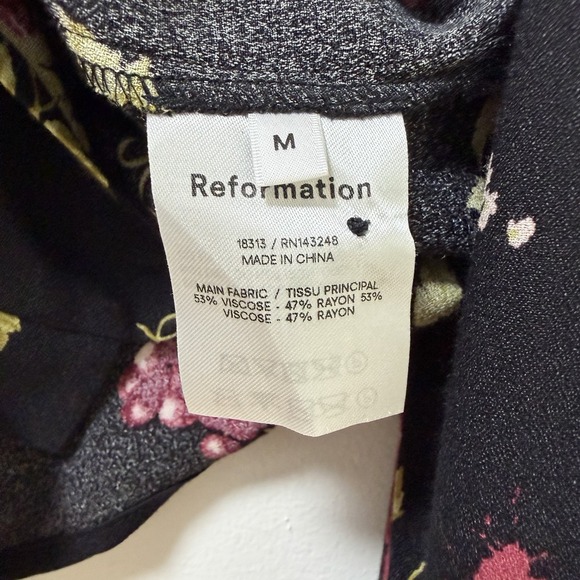 M
Reformation
18313 / RN143248
MADE IN CHINA
MAIN FABRIC / TISSU PRINCIPAL
53% VISCOSE - 47% RAYON 53%
VISCOSE - 47% RAYON